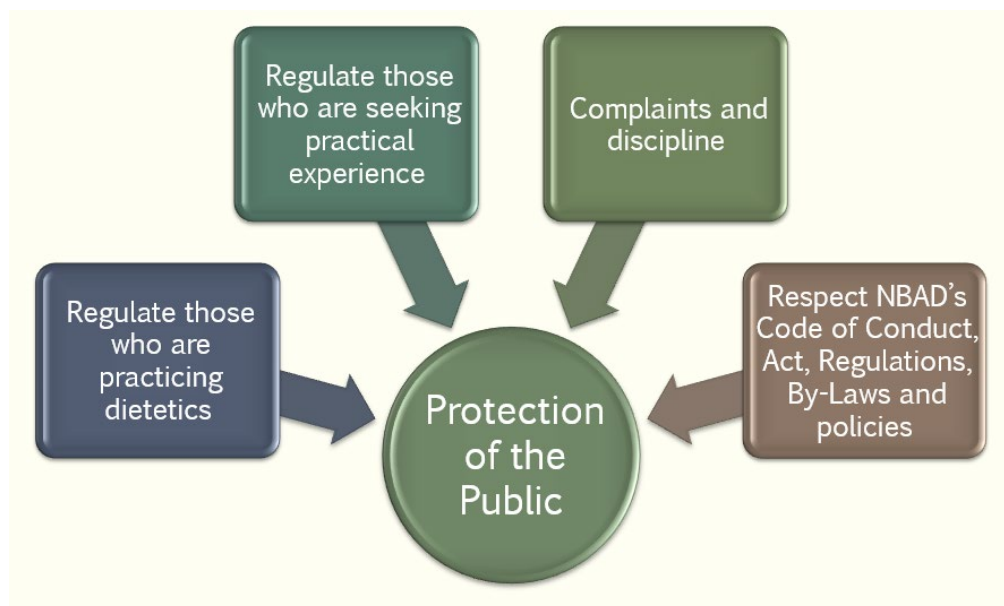 Regulate those
who are seeking
practical
experience
Complaints and
discipline
Regulate those
who are
practicing
dietetics
Respect NBAD's
Code of Conduct,
Act, Regulations,
By-Laws and
policies
Protection
of the
Public